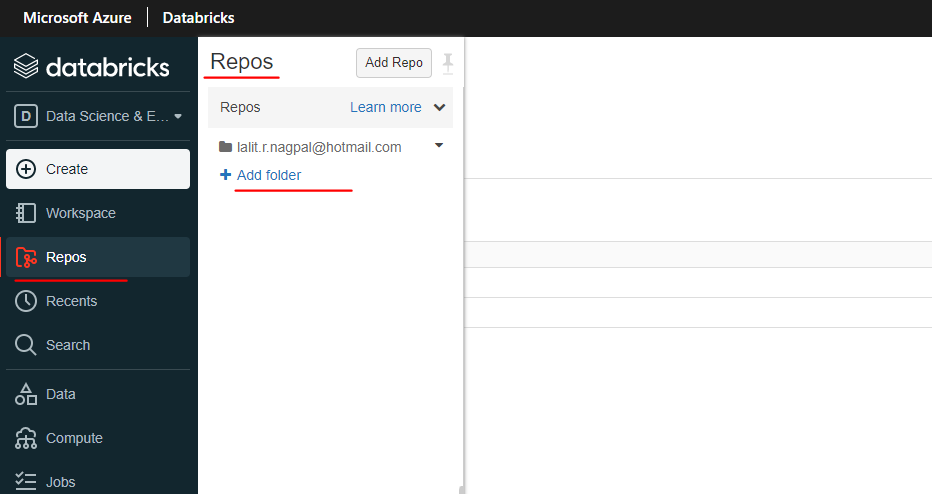 Microsoft Azure Databricks
databricks
D Data Science & E...
Create
Workspace
Repos
Recents
Search
Data
Compute
Jobs
Repos Add Repo
Repos Learn more
lalit.r.nagpal@hotmail.com
+ Add folder